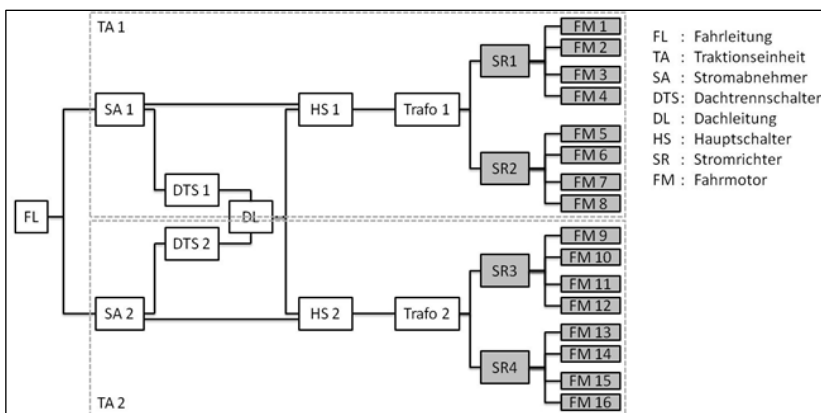 TA 1
FL
SA 1
DTS 1
DL
HS 1
Trafo 1
SR1
FM 1
FM 2
FM 3
FM 4
SR2
FM 5
FM 6
FM 7
FM 8
DTS 2
SA 2
HS 2
Trafo 2
SR3
FM 9
FM 10
FM 11
FM 12
SR4
FM 13
FM 14
FM 15
FM 16
TA 2
FL : Fahrleitung
TA : Traktionseinheit
SA : Stromabnehmer
DTS: Dachtrennschalter
DL : Dachleitung
HS : Hauptschalter
SR : Stromrichter
FM : Fahrmotor